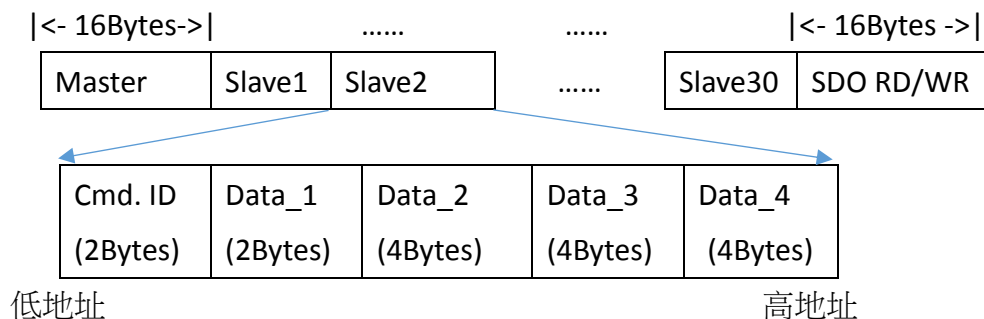 |<- 16Bytes->| …… …… |<- 16Bytes ->|
Master Slave1 Slave2 …… Slave30 SDO RD/WR
Cmd. ID Data_1 Data_2 Data_3 Data_4
(2Bytes) (2Bytes) (4Bytes) (4Bytes) (4Bytes)
低地址 高地址